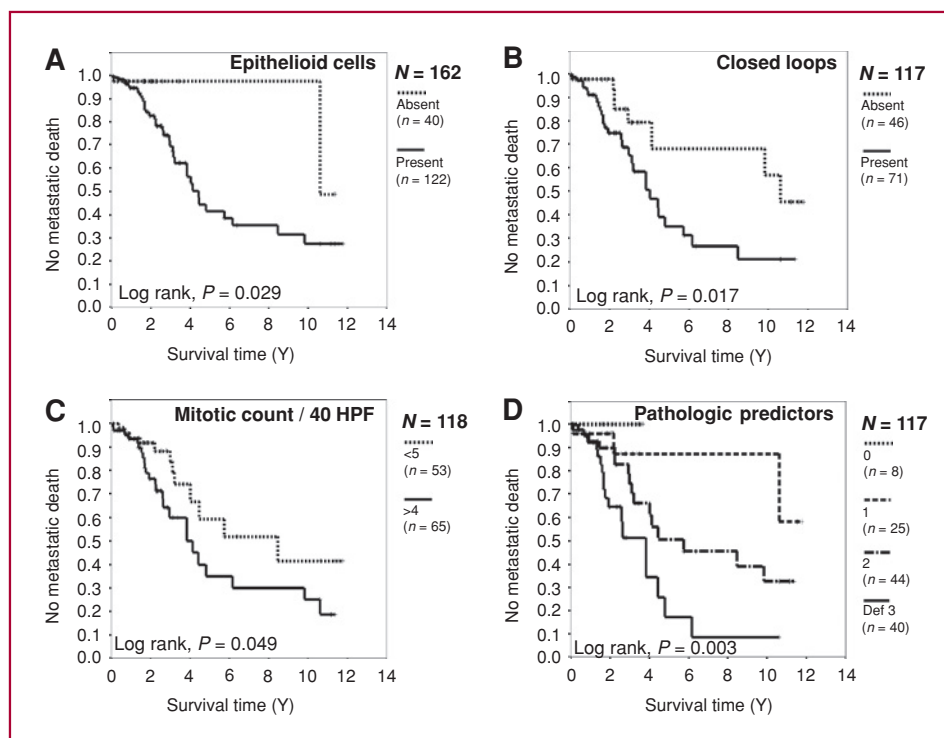 A
Epithelioid cells
N = 162
Absent
(n = 40)
Present
(n = 122)
No metastatic death
1.0
0.9
0.8
0.7
0.6
0.5
0.4
0.3
0.2
0.1
0.0
Log rank, P = 0.029
0 2 4 6 8 10 12 14
Survival time (Y)
B
Closed loops
N = 117
Absent
(n = 46)
Present
(n = 71)
No metastatic death
1.0
0.9
0.8
0.7
0.6
0.5
0.4
0.3
0.2
0.1
0.0
Log rank, P = 0.017
0 2 4 6 8 10 12 14
Survival time (Y)
C
Mitotic count / 40 HPF
N = 118
<5
(n = 53)
>4
(n = 65)
No metastatic death
1.0
0.9
0.8
0.7
0.6
0.5
0.4
0.3
0.2
0.1
0.0
Log rank, P = 0.049
0 2 4 6 8 10 12 14
Survival time (Y)
D
Pathologic predictors
N = 117
0
(n = 8)
1
(n = 25)
2
(n = 44)
Def 3
(n = 40)
No metastatic death
1.0
0.9
0.8
0.7
0.6
0.5
0.4
0.3
0.2
0.1
0.0
Log rank, P = 0.003
0 2 4 6 8 10 12 14
Survival time (Y)